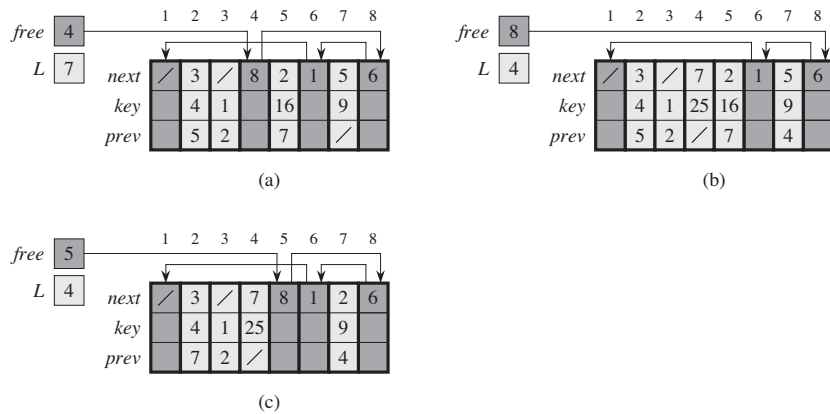 1 2 3 4 5 6 7 8
free 4
L 7
next / 3 / 8 2 1 5 6
key 4 1 16 9
prev 5 2 7 /
(a)
1 2 3 4 5 6 7 8
free 8
L 4
next / 3 / 7 2 1 5 6
key 4 1 25 16 9
prev 5 2 / 7 4
(b)
1 2 3 4 5 6 7 8
free 5
L 4
next / 3 / 7 8 1 2 6
key 4 1 25 9
prev 7 2 / 4
(c)